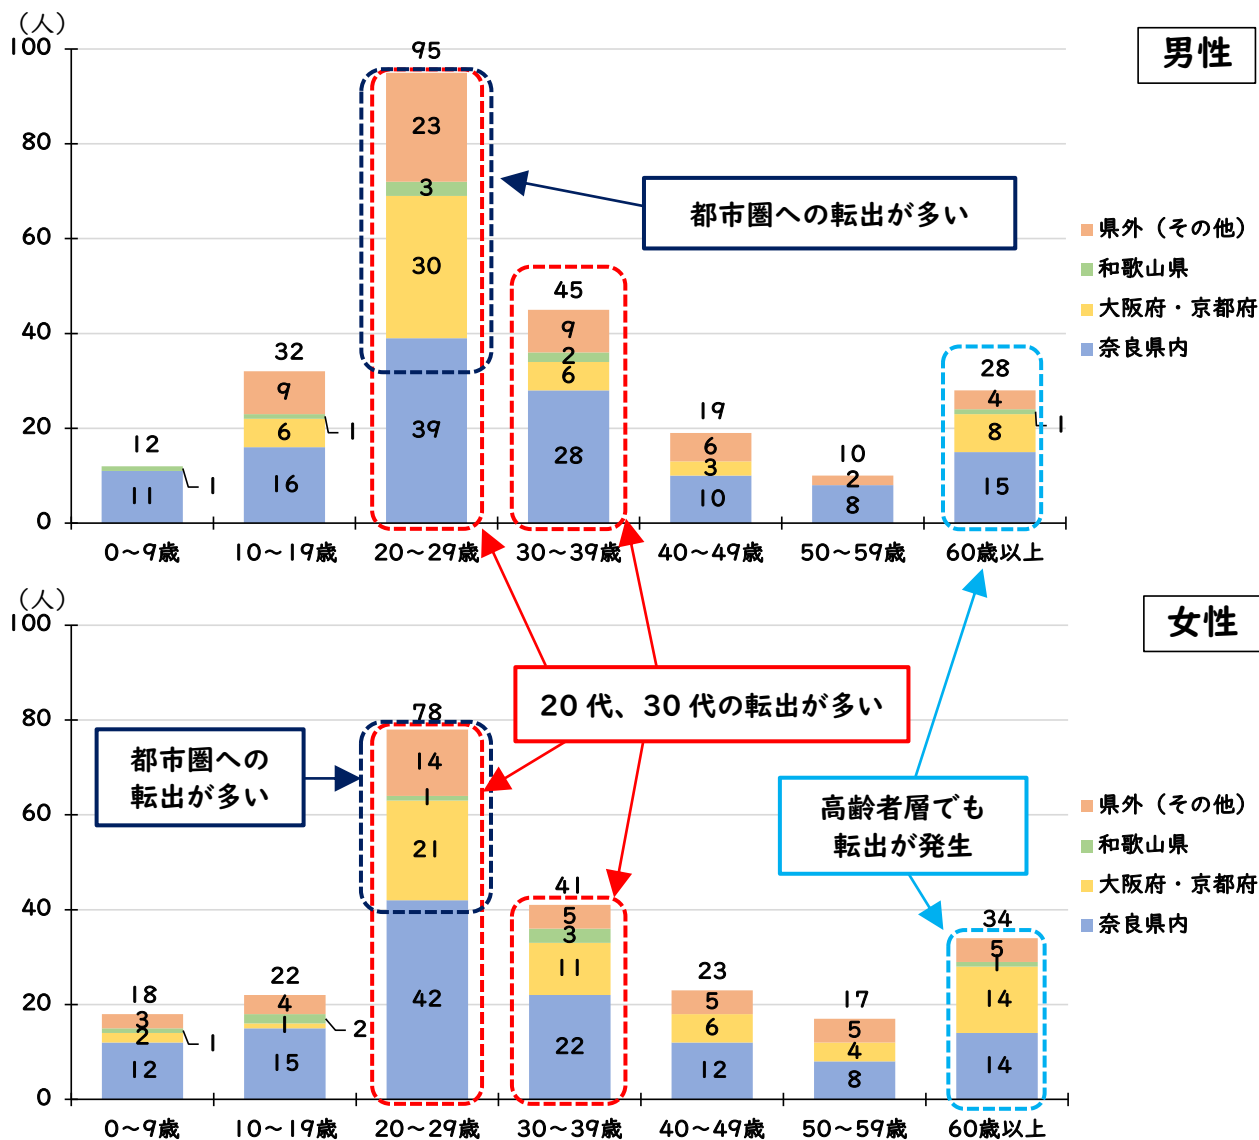 （人）
100
80
60
40
20
0
男性
12
32
95
45
19
10
28
23
3
30
39
9
1
6
16
1
11
9
2
6
28
6
3
10
2
8
4
1
8
15
都市圏への転出が多い
県外（その他）
和歌山県
大阪府・京都府
奈良県内
0～9歳
10～19歳
20～29歳
30～39歳
40～49歳
50～59歳
60歳以上
20代、30代の転出が多い
（人）
100
80
60
40
20
0
女性
都市圏への
転出が多い
高齢者層でも
転出が発生
18
22
78
41
23
17
34
3
1
2
12
4
2
1
15
14
1
21
42
5
3
11
22
5
6
12
5
4
8
5
1
14
14
県外（その他）
和歌山県
大阪府・京都府
奈良県内
0～9歳
10～19歳
20～29歳
30～39歳
40～49歳
50～59歳
60歳以上